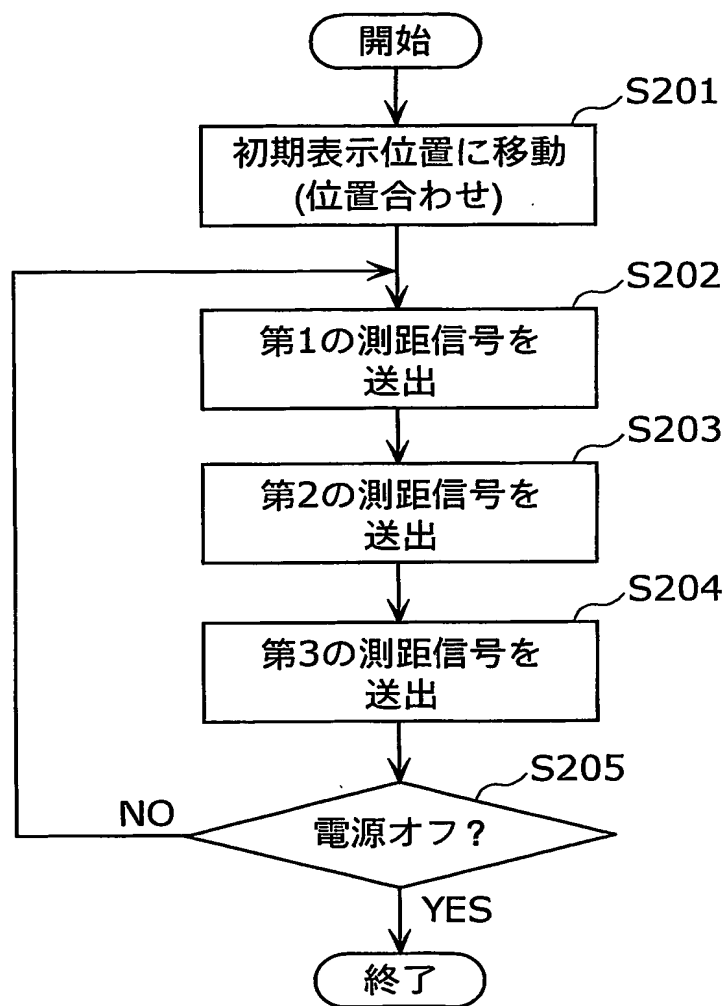 開始
S201
初期表示位置に移動
(位置合わせ)
S202
第1の測距信号を
送出
S203
第2の測距信号を
送出
S204
第3の測距信号を
送出
S205
電源オフ?
NO
YES
終了